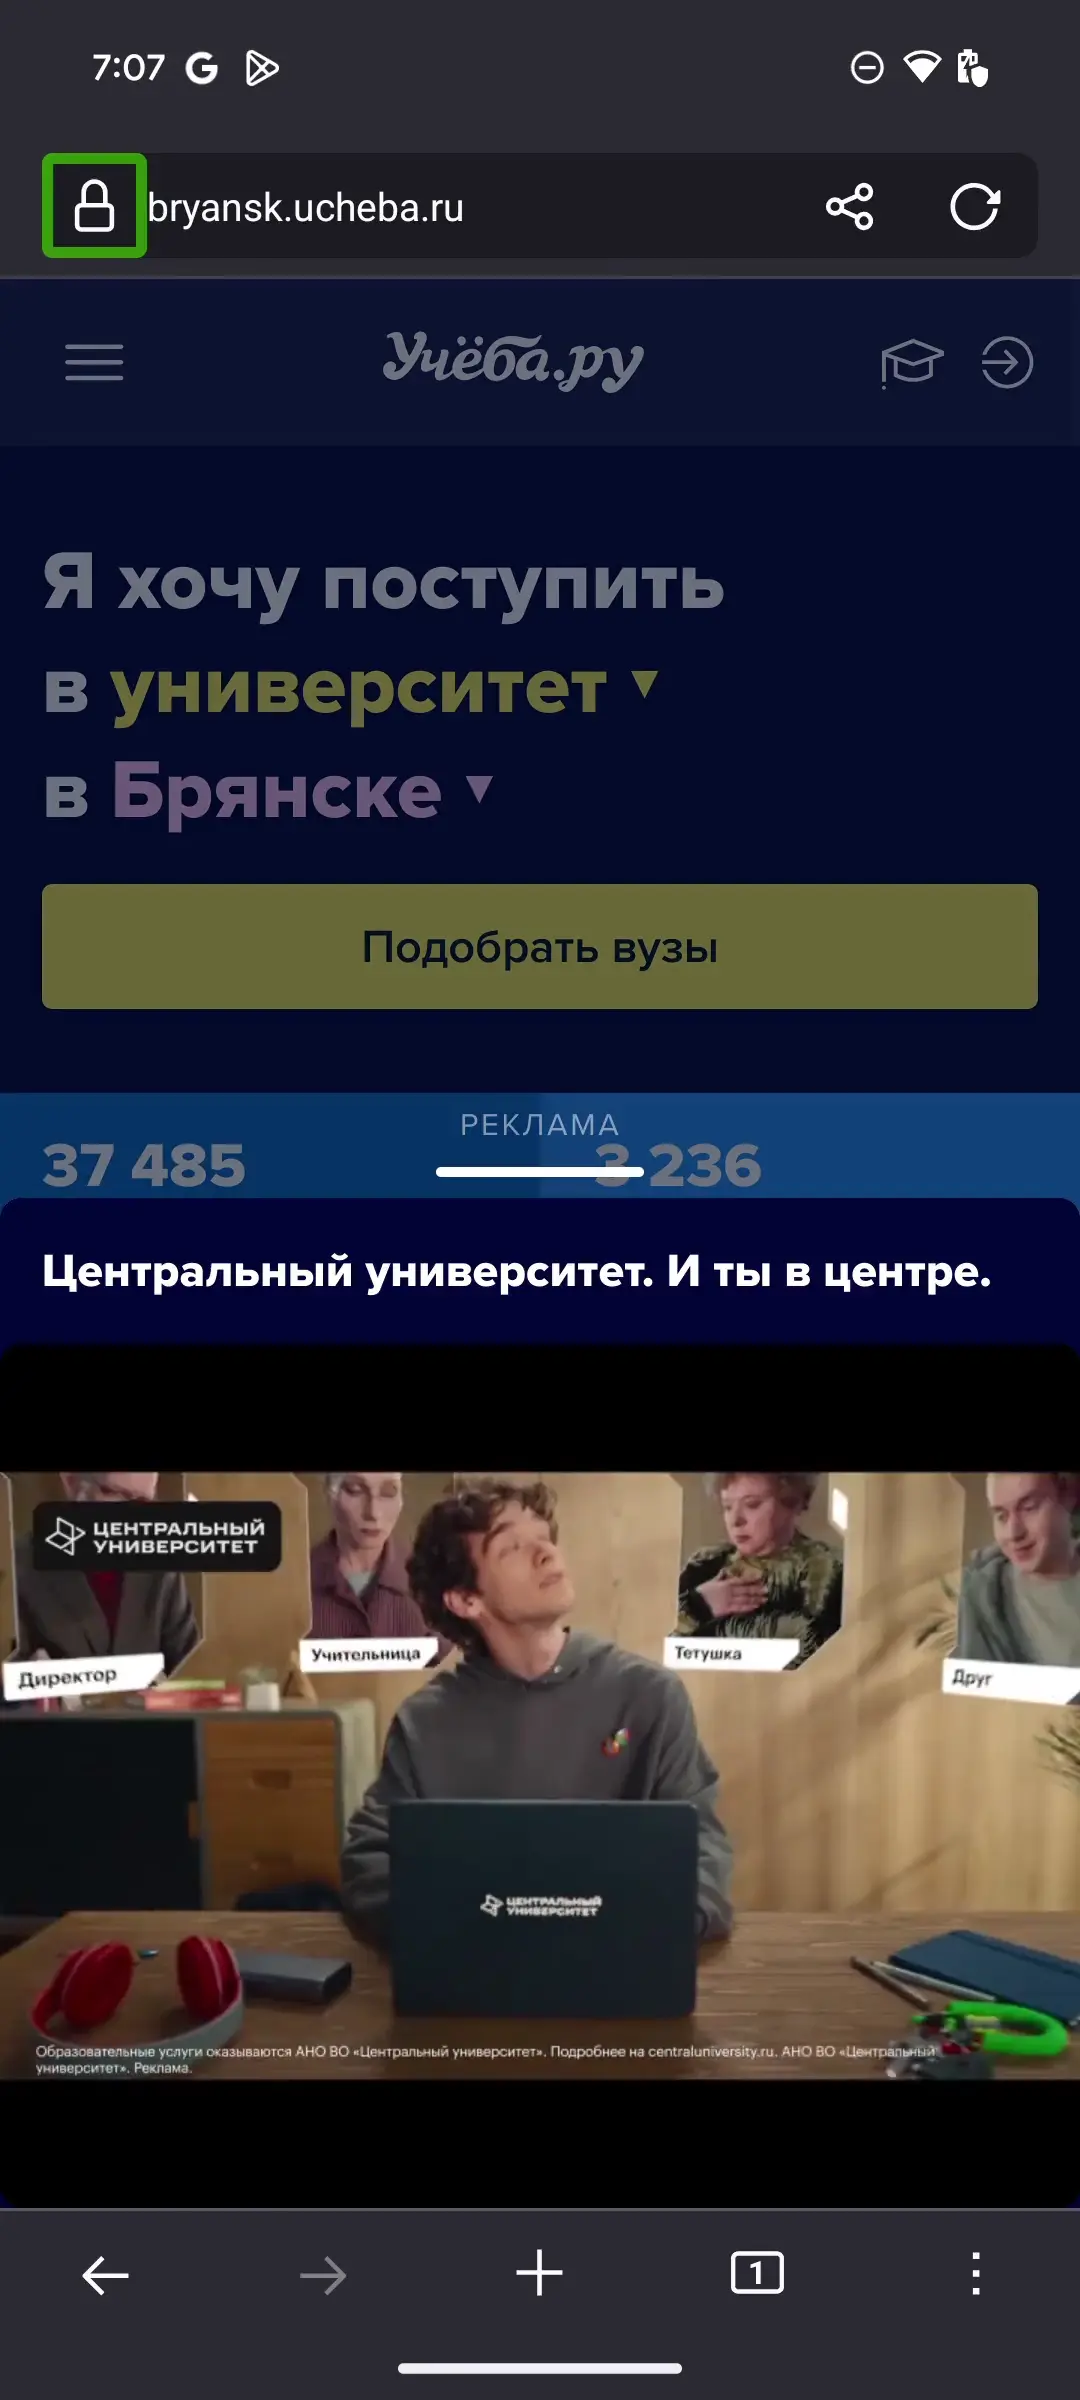 7:07
bryansk.ucheba.ru
Учёба.ру
Я хочу поступить
в университет
в Брянске
Подобрать вузы
РЕКЛАМА
37 485
3 236
Центральный университет. И ты в центре.
ЦЕНТРАЛЬНЫЙ
УНИВЕРСИТЕТ
Директор
Учительница
Тетушка
Друг
ЦЕНТРАЛЬНЫЙ
УНИВЕРСИТЕТ
Образовательные услуги оказываются АНО ВО «Центральный университет». Подробнее на centraluniversity.ru. АНО ВО «Центральный
университет». Реклама.
1